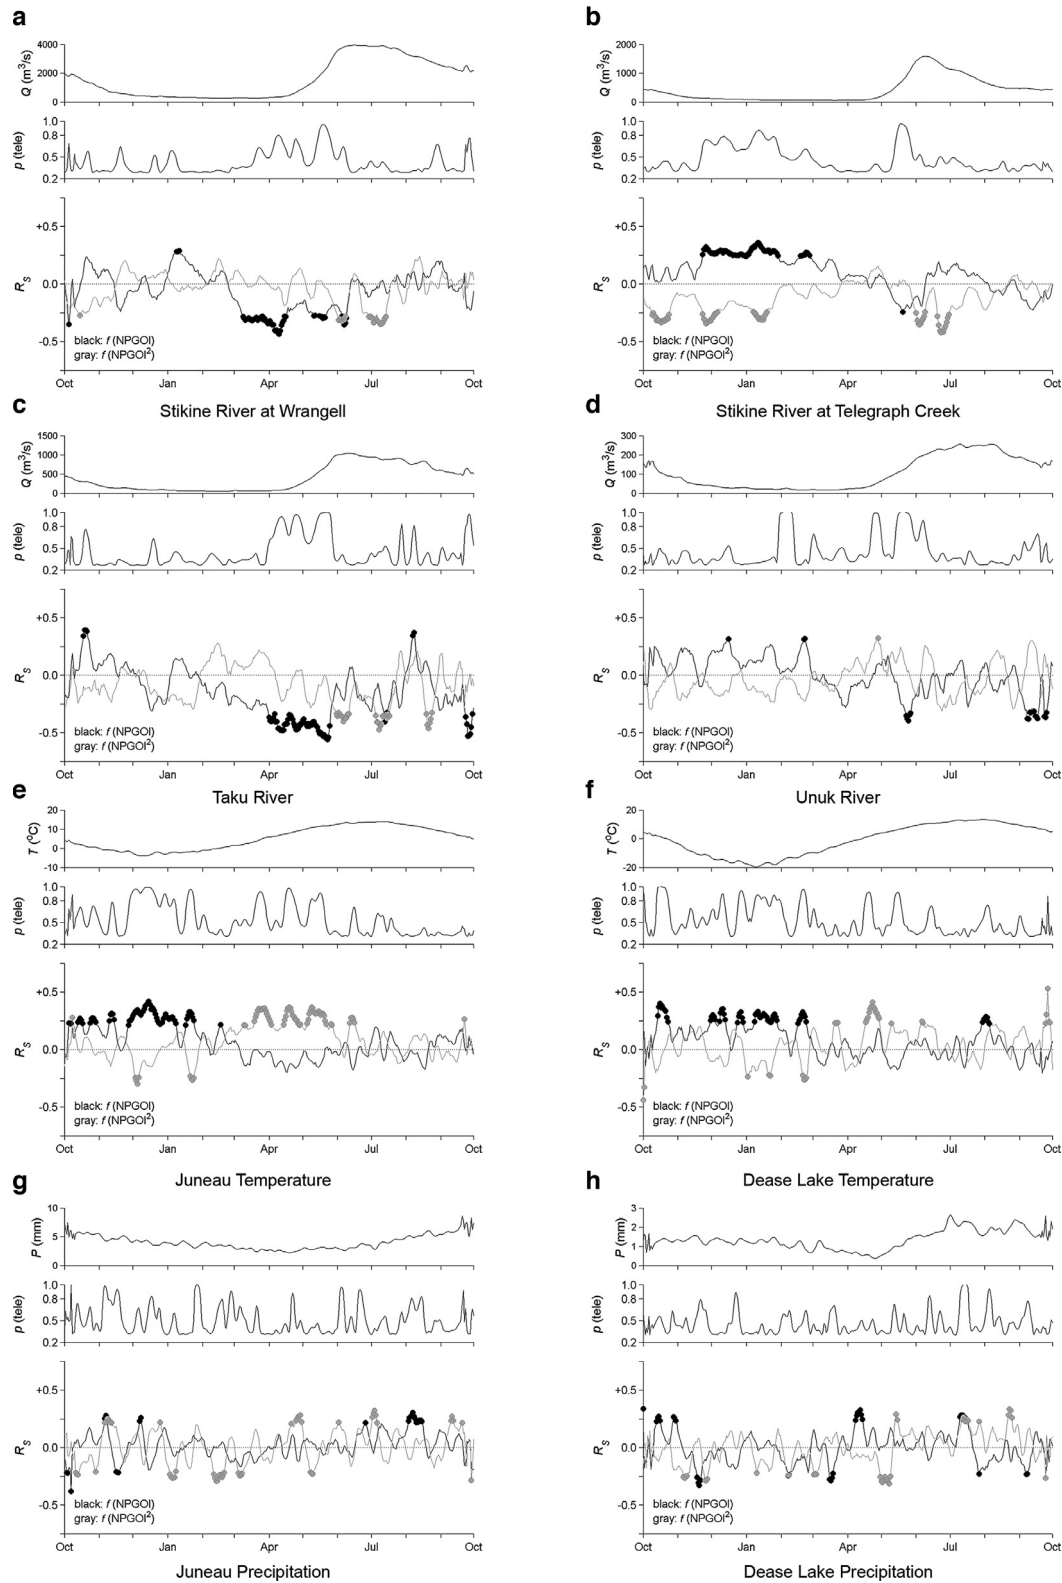 a
Q (m³/s)
4000
2000
0
p (tele)
1.0
0.8
0.5
0.2
Rs
+0.5
0.0
-0.5
black: f (NPGOI)
gray: f (NPGOI²)
Oct Jan Apr Jul Oct
Stikine River at Wrangell
b
Q (m³/s)
2000
1000
0
p (tele)
1.0
0.8
0.5
0.2
Rs
+0.5
0.0
-0.5
black: f (NPGOI)
gray: f (NPGOI²)
Oct Jan Apr Jul Oct
Stikine River at Telegraph Creek
c
Q (m³/s)
1500
1000
500
0
p (tele)
1.0
0.8
0.5
0.2
Rs
+0.5
0.0
-0.5
black: f (NPGOI)
gray: f (NPGOI²)
Oct Jan Apr Jul Oct
Taku River
d
Q (m³/s)
300
200
100
0
p (tele)
1.0
0.8
0.5
0.2
Rs
+0.5
0.0
-0.5
black: f (NPGOI)
gray: f (NPGOI²)
Oct Jan Apr Jul Oct
Unuk River
e
T (°C)
20
10
0
-10
p (tele)
1.0
0.8
0.5
0.2
Rs
+0.5
0.0
-0.5
black: f (NPGOI)
gray: f (NPGOI²)
Oct Jan Apr Jul Oct
Juneau Temperature
f
T (°C)
20
0
-20
p (tele)
1.0
0.8
0.5
0.2
Rs
+0.5
0.0
-0.5
black: f (NPGOI)
gray: f (NPGOI²)
Oct Jan Apr Jul Oct
Dease Lake Temperature
g
P (mm)
10
5
0
p (tele)
1.0
0.8
0.5
0.2
Rs
+0.5
0.0
-0.5
black: f (NPGOI)
gray: f (NPGOI²)
Oct Jan Apr Jul Oct
Juneau Precipitation
h
P (mm)
3
2
1
0
p (tele)
1.0
0.8
0.5
0.2
Rs
+0.5
0.0
-0.5
black: f (NPGOI)
gray: f (NPGOI²)
Oct Jan Apr Jul Oct
Dease Lake Precipitation